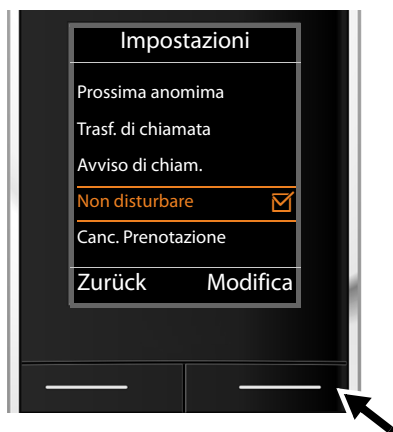 Impostazioni
Prossima anomima
Trasf. di chiamata
Avviso di chiam.
Non disturbare
Canc. Prenotazione
Zurück Modifica